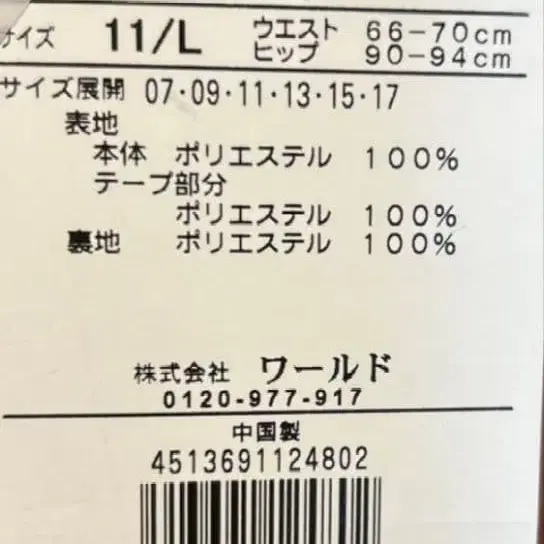 サイズ 11/L ウエスト 66-70cm
ヒップ 90-94cm
サイズ展開 07・09・11・13・15・17
表地
本体 ポリエステル 100%
テープ部分
ポリエステル 100%
裏地 ポリエステル 100%
株式会社 ワールド
0120-977-917
中国製
4513691124802